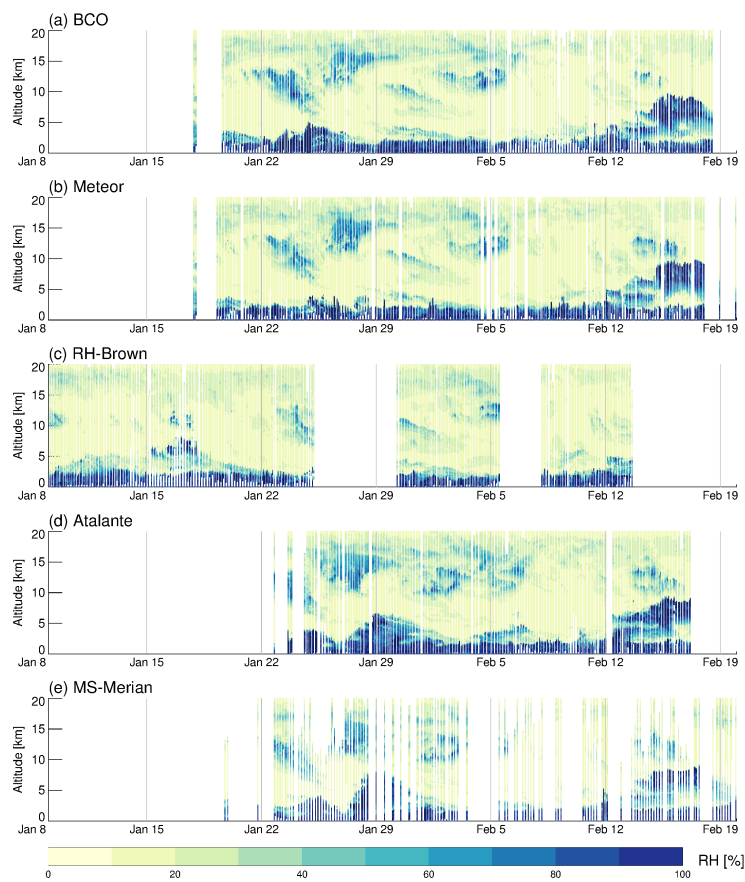 (a) BCO
20
15
10
5
0
Altitude [km]
Jan 8 Jan 15 Jan 22 Jan 29 Feb 5 Feb 12 Feb 19
(b) Meteor
20
15
10
5
0
Altitude [km]
Jan 8 Jan 15 Jan 22 Jan 29 Feb 5 Feb 12 Feb 19
(c) RH-Brown
20
15
10
5
0
Altitude [km]
Jan 8 Jan 15 Jan 22 Jan 29 Feb 5 Feb 12 Feb 19
(d) Atalante
20
15
10
5
0
Altitude [km]
Jan 8 Jan 15 Jan 22 Jan 29 Feb 5 Feb 12 Feb 19
(e) MS-Merian
20
15
10
5
0
Altitude [km]
Jan 8 Jan 15 Jan 22 Jan 29 Feb 5 Feb 12 Feb 19
RH [%]
0 20 40 60 80 100